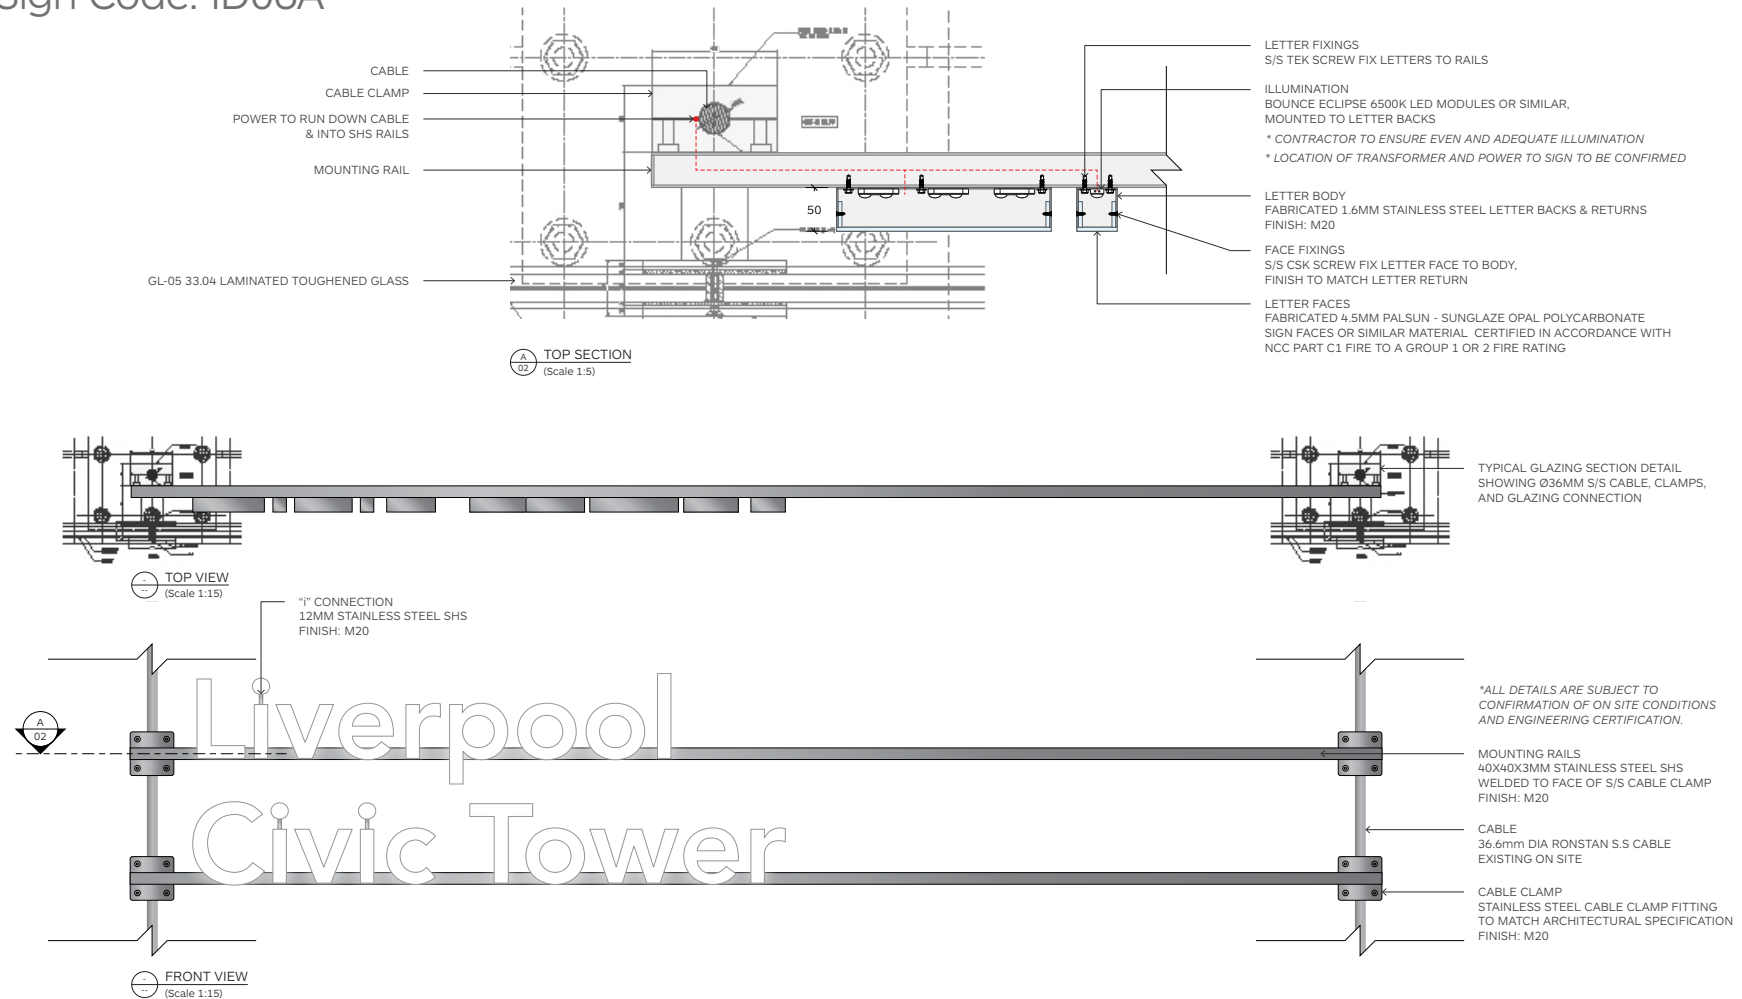 Sign Code: ID06A
CABLE
CABLE CLAMP
POWER TO RUN DOWN CABLE
& INTO SHS RAILS
MOUNTING RAIL
GL-05 33.04 LAMINATED TOUGHENED GLASS
50
LETTER FIXINGS
S/S TEK SCREW FIX LETTERS TO RAILS
ILLUMINATION
BOUNCE ECLIPSE 6500K LED MODULES OR SIMILAR,
MOUNTED TO LETTER BACKS
* CONTRACTOR TO ENSURE EVEN AND ADEQUATE ILLUMINATION
* LOCATION OF TRANSFORMER AND POWER TO SIGN TO BE CONFIRMED
LETTER BODY
FABRICATED 1.6MM STAINLESS STEEL LETTER BACKS & RETURNS
FINISH: M20
FACE FIXINGS
S/S CSK SCREW FIX LETTER FACE TO BODY,
FINISH TO MATCH LETTER RETURN
LETTER FACES
FABRICATED 4.5MM PALSUN - SUNGLAZE OPAL POLYCARBONATE
SIGN FACES OR SIMILAR MATERIAL CERTIFIED IN ACCORDANCE WITH
NCC PART C1 FIRE TO A GROUP 1 OR 2 FIRE RATING
A
02
TOP SECTION
(Scale 1:5)
TYPICAL GLAZING SECTION DETAIL
SHOWING Ø36MM S/S CABLE, CLAMPS,
AND GLAZING CONNECTION
-
--
TOP VIEW
(Scale 1:15)
"i" CONNECTION
12MM STAINLESS STEEL SHS
FINISH: M20
Liverpool
Civic Tower
A
02
*ALL DETAILS ARE SUBJECT TO
CONFIRMATION OF ON SITE CONDITIONS
AND ENGINEERING CERTIFICATION.
MOUNTING RAILS
40X40X3MM STAINLESS STEEL SHS
WELDED TO FACE OF S/S CABLE CLAMP
FINISH: M20
CABLE
36.6mm DIA RONSTAN S.S CABLE
EXISTING ON SITE
CABLE CLAMP
STAINLESS STEEL CABLE CLAMP FITTING
TO MATCH ARCHITECTURAL SPECIFICATION
FINISH: M20
-
--
FRONT VIEW
(Scale 1:15)